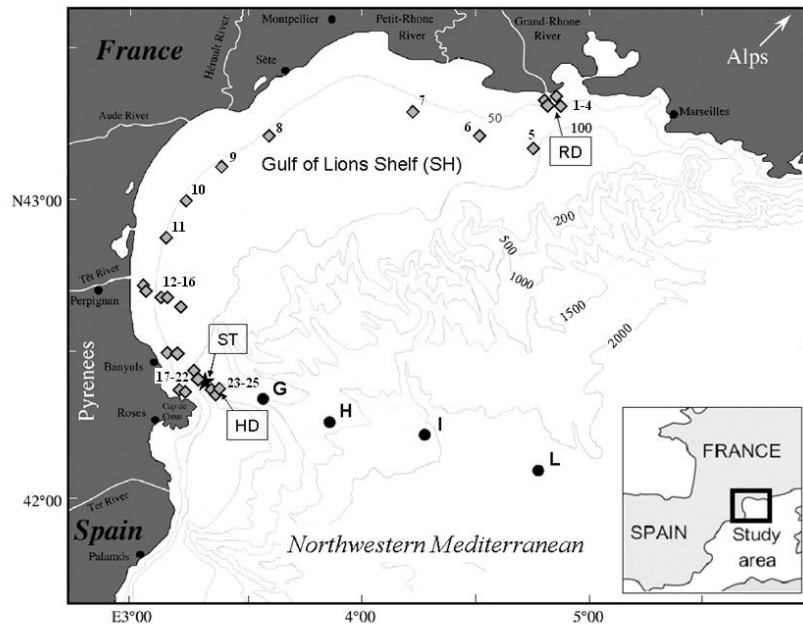 Montpellier
Petit-Rhone
River
Grand-Rhone
River
France
Hérault River
Sète
Alps
Aude River
7
50
1-4
Marseilles
100
8
6
5
RD
9
Gulf of Lions Shelf (SH)
N43°00
10
200
11
500
1000
Têt River
12-16
1500
Perpignan
2000
ST
Banyuls
17-22
23-25
G
Pyrenees
Roses
Cap de
Creus
HD
H
I
L
FRANCE
42°00
Ter River
Spain
SPAIN
Study
area
Northwestern Mediterranean
Palamós
E3°00
4°00
5°00